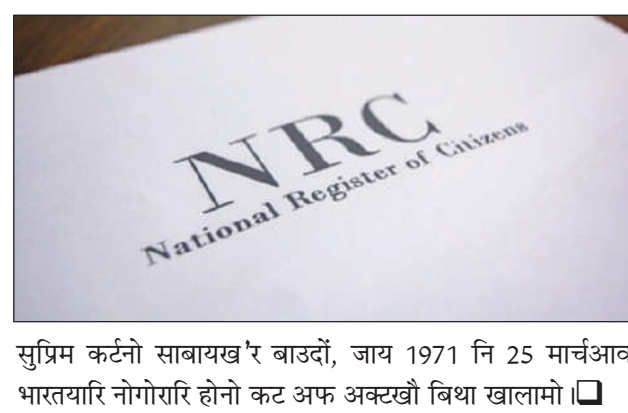 NRC
National Register of Citizens
सुप्रिम कर्टनो साबायख'र बाउदों, जाय 1971 नि 25 मार्चआव
भारतयारि नोगोरारि होनो कट अफ अक्टखौ बिथा खालामो।❑